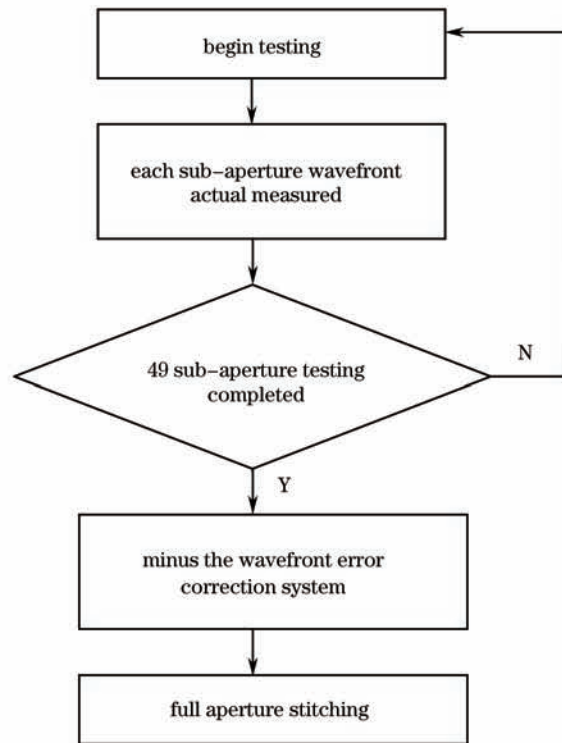 begin testing
each sub-aperture wavefront
actual measured
49 sub-aperture testing
completed
N
Y
minus the wavefront error
correction system
full aperture stitching